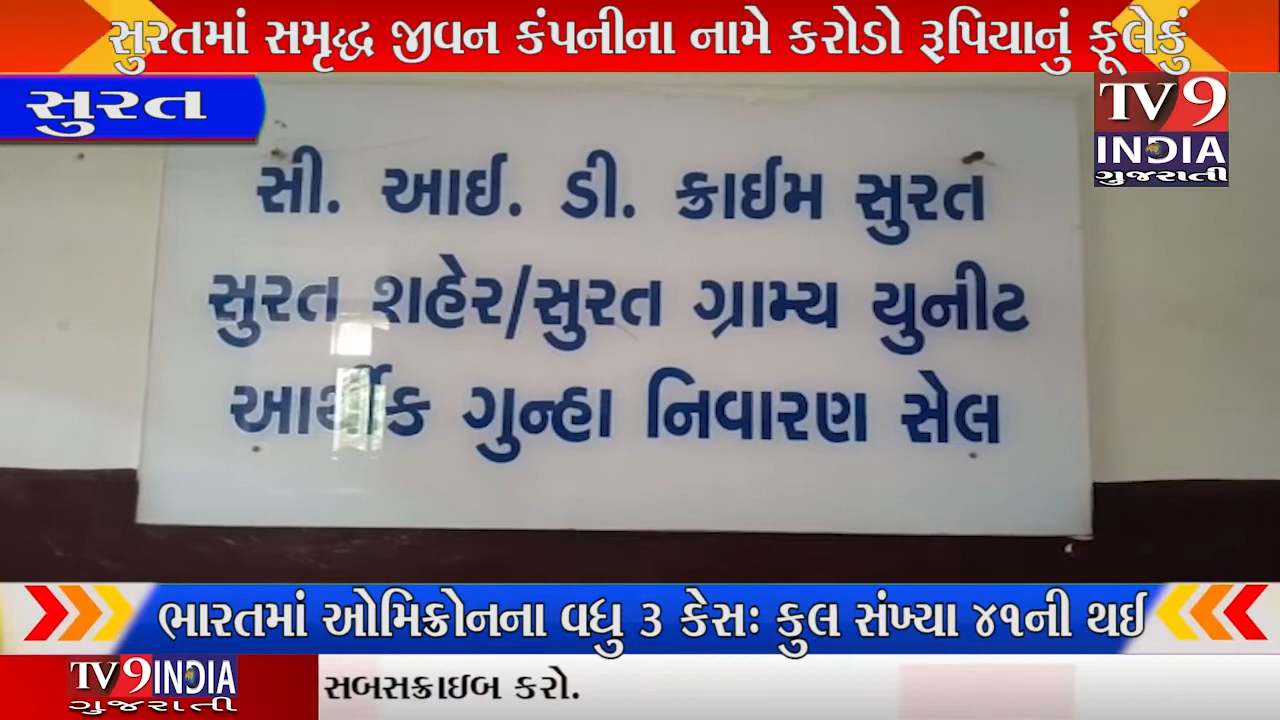 સુરતમાં સમૃદ્ધ જીવન કંપનીના નામે કરોડો રૂપિયાનું ફૂલેકું
સુરત
TV9
INDIA
ગુજરાતી
સી. આઈ. ડી. ક્રાઈમ સુરત
સુરત શહેર/સુરત ગ્રામ્ય યુનીટ
આર્થીક ગુન્હા નિવારણ સેલ
ભારતમાં ઓમિક્રોનના વધુ 3 કેસઃ કુલ સંખ્યા ૪૧ની થઈ
TV9INDIA
ગુજરાતી
સબસક્રાઇબ કરો.